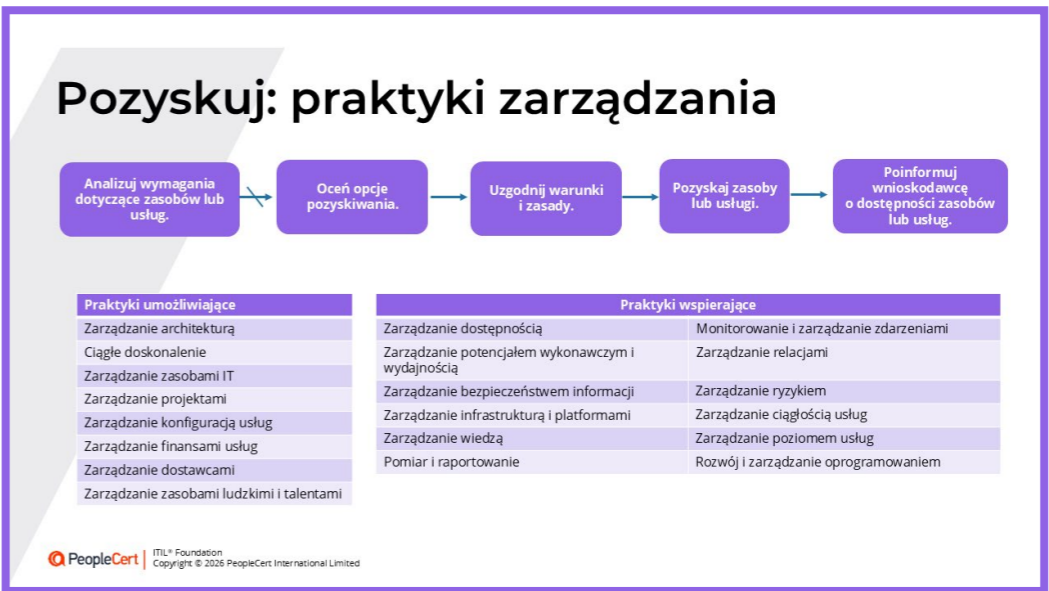 Pozyskuj: praktyki zarządzania
Analizuj wymagania
dotyczące zasobów lub
usług.
Oceń opcje
pozyskiwania.
Uzgodnij warunki
i zasady.
Pozyskaj zasoby
lub usługi.
Poinformuj
wnioskodawcę
o dostępności zasobów
lub usług.
Praktyki umożliwiające
Zarządzanie architekturą
Ciągłe doskonalenie
Zarządzanie zasobami IT
Zarządzanie projektami
Zarządzanie konfiguracją usług
Zarządzanie finansami usług
Zarządzanie dostawcami
Zarządzanie zasobami ludzkimi i talentami
Praktyki wspierające
Zarządzanie dostępnością
Monitorowanie i zarządzanie zdarzeniami
Zarządzanie potencjałem wykonawczym i
wydajnością
Zarządzanie relacjami
Zarządzanie bezpieczeństwem informacji
Zarządzanie ryzykiem
Zarządzanie infrastrukturą i platformami
Zarządzanie ciągłością usług
Zarządzanie wiedzą
Zarządzanie poziomem usług
Pomiar i raportowanie
Rozwój i zarządzanie oprogramowaniem
PeopleCert
ITIL® Foundation
Copyright © 2026 PeopleCert International Limited